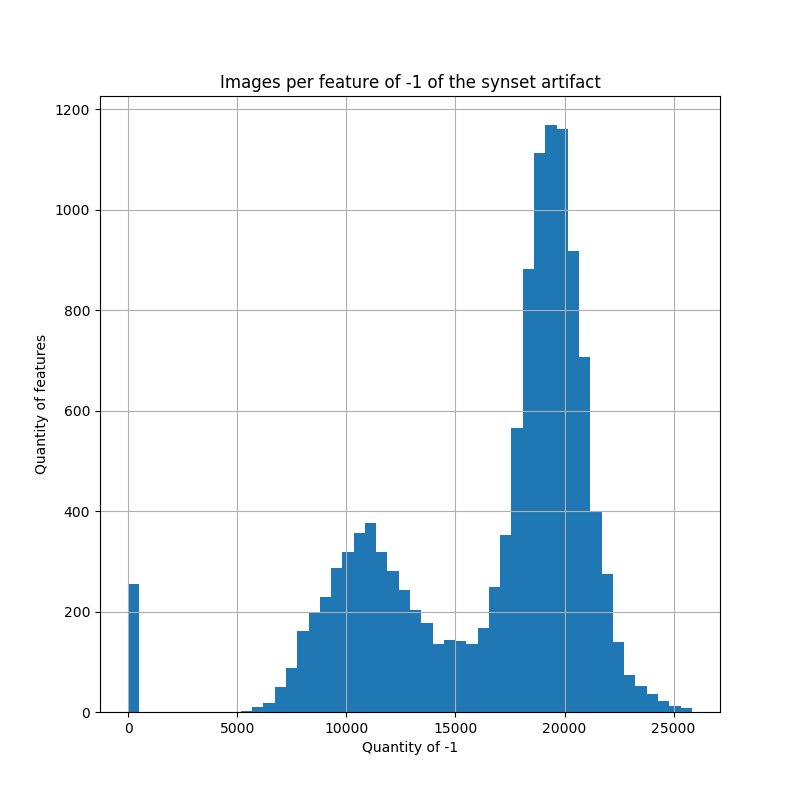 Images per feature of -1 of the synset artifact
1200
1000
800
600
400
200
0
Quantity of features
0 5000 10000 15000 20000 25000
Quantity of -1